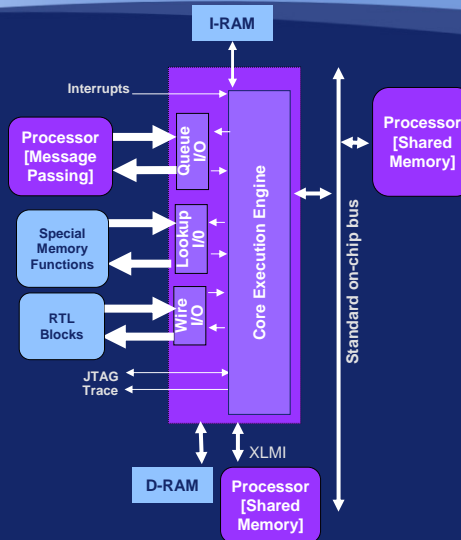 I-RAM
Interrupts
Processor
[Message
Passing]
Queue
I/O
Special
Memory
Functions
Lookup
I/0
RTL
Blocks
Wire
I/O
Core Execution Engine
JTAG
Trace
Standard on-chip bus
Processor
[Shared
Memory]
XLMI
D-RAM
Processor
[Shared
Memory]